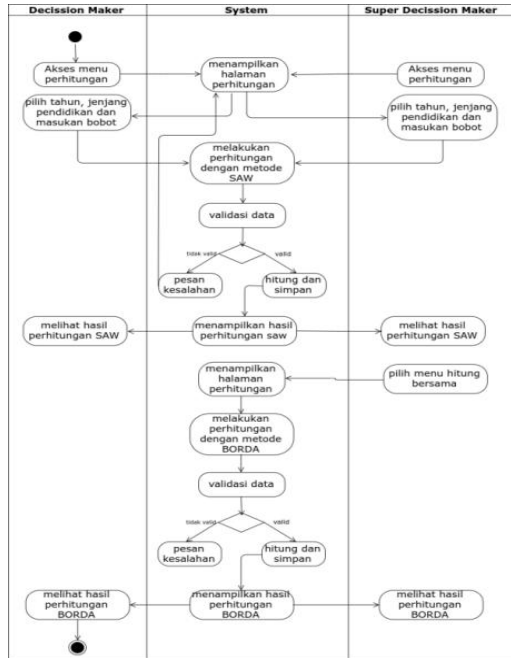 Decission Maker
System
Super Decission Maker
Akses menu
perhitungan
menampilkan
halaman
perhitungan
Akses menu
perhitungan
pilih tahun, jenjang
pendidikan dan
masukan bobot
pilih tahun, jenjang
pendidikan dan
masukan bobot
melakukan
perhitungan
dengan metode
SAW
validasi data
tidak valid
valid
pesan
kesalahan
hitung dan
simpan
melihat hasil
perhitungan SAW
menampilkan hasil
perhitungan saw
melihat hasil
perhitungan SAW
menampilkan
halaman
perhitungan
pilih menu hitung
bersama
melakukan
perhitungan
dengan metode
BORDA
validasi data
tidak valid
valid
pesan
kesalahan
hitung dan
simpan
melihat hasil
perhitungan
BORDA
menampilkan hasil
perhitungan
BORDA
melihat hasil
perhitungan
BORDA